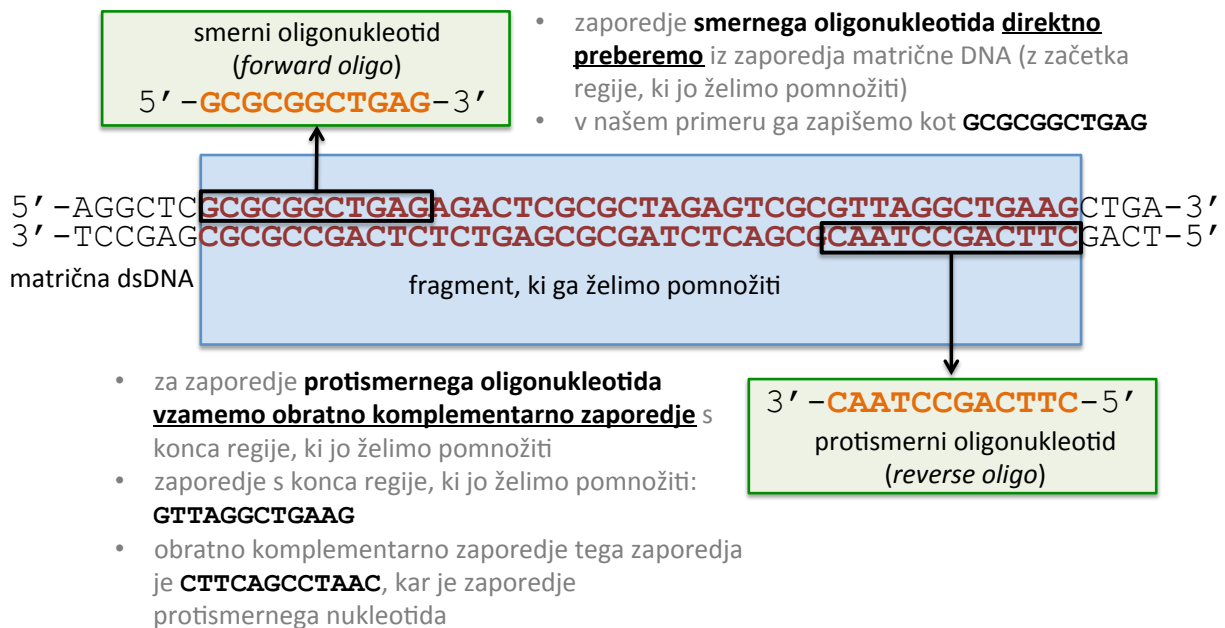 smerni oligonukleotid
(forward oligo)
5′-GCGCGGCTGAG-3′
• zaporedje smernega oligonukleotida direktno
preberemo iz zaporedja matrične DNA (z začetka
regije, ki jo želimo pomnožiti)
• v našem primeru ga zapišemo kot GCGCGGCTGAG
5′-AGGCTCGCGCGGCTGAGAGACTCGCGCTAGAGTCGCGTTAGGCTGAAGCTGA-3′
3′-TCCGAGCGCGCCGACTCTCTGAGCGCGATCTCAGCGCAATCCGACTTCGACT-5′
matrična dsDNA
fragment, ki ga želimo pomnožiti
• za zaporedje protismernega oligonukleotida
vzamemo obratno komplementarno zaporedje s
konca regije, ki jo želimo pomnožiti
• zaporedje s konca regije, ki jo želimo pomnožiti:
GTTAGGCTGAAG
• obratno komplementarno zaporedje tega zaporedja
je CTTCAGCCTAAC, kar je zaporedje
protismernega nukleotida
3′-CAATCCGACTTC-5′
protismerni oligonukleotid
(reverse oligo)